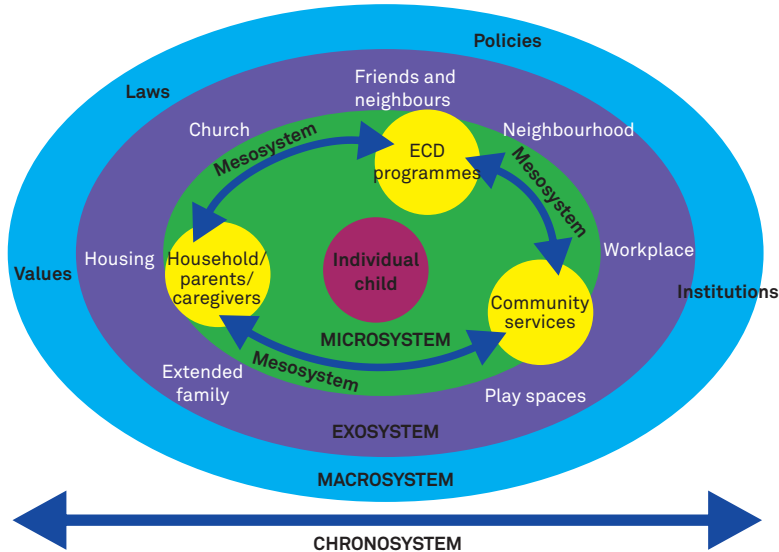 Policies
Laws
Friends and
neighbours
Church
Neighbourhood
Mesosystem
ECD
programmes
Mesosystem
Housing
Household/
parents/
caregivers
Individual
child
Workplace
Values
Institutions
Community
services
MICROSYSTEM
Mesosystem
Extended
family
Play spaces
EXOSYSTEM
MACROSYSTEM
CHRONOSYSTEM